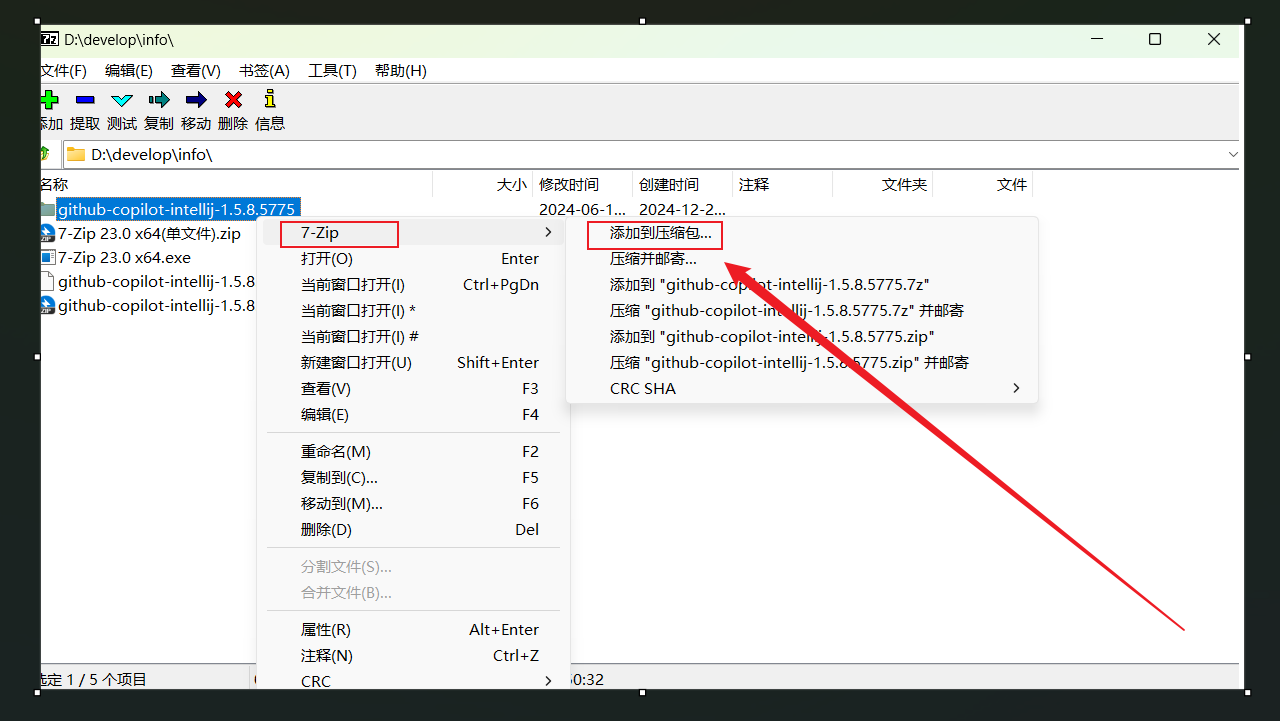 D:\develop\info\
文件(F) 编辑(E) 查看(V) 书签(A) 工具(T) 帮助(H)
添加 提取 测试 复制 移动 删除 信息
D:\develop\info\
名称 大小 修改时间 创建时间 注释 文件夹 文件
github-copilot-intellij-1.5.8.5775 2024-06-1... 2024-12-2...
7-Zip 23.0 x64(单文件).zip
7-Zip 23.0 x64.exe
github-copilot-intellij-1.5.8
github-copilot-intellij-1.5.8
7-Zip
打开(O) Enter
当前窗口打开(I) Ctrl+PgDn
当前窗口打开(I) *
当前窗口打开(I) #
新建窗口打开(U) Shift+Enter
查看(V) F3
编辑(E) F4
重命名(M) F2
复制到(C)... F5
移动到(M)... F6
删除(D) Del
分割文件(S)...
合并文件(B)...
属性(R) Alt+Enter
注释(N) Ctrl+Z
CRC
添加到压缩包...
压缩并邮寄...
添加到 "github-copilot-intellij-1.5.8.5775.7z"
压缩 "github-copilot-intellij-1.5.8.5775.7z" 并邮寄
添加到 "github-copilot-intellij-1.5.8.5775.zip"
压缩 "github-copilot-intellij-1.5.8.5775.zip" 并邮寄
CRC SHA
选定 1 / 5 个项目 0:32